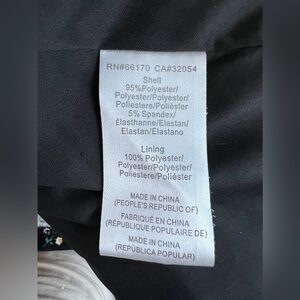 RN#66170 CA#32054
Shell
95%Polyester/
Polyester/Polyester/
Poliestere/Poliéster
5% Spandex/
Élasthanne/Elastan/
Elastan/Elastano
Lining
100% Polyester/
Polyester/Polyester/
Poliestere/Poliéster
MADE IN CHINA
(PEOPLE'S REPUBLIC OF)
FABRIQUÉ EN CHINA
(RÉPUBLIQUE POPULAIRE DE)
MADE IN CHINA
(REPÚBLICA POPULAR)